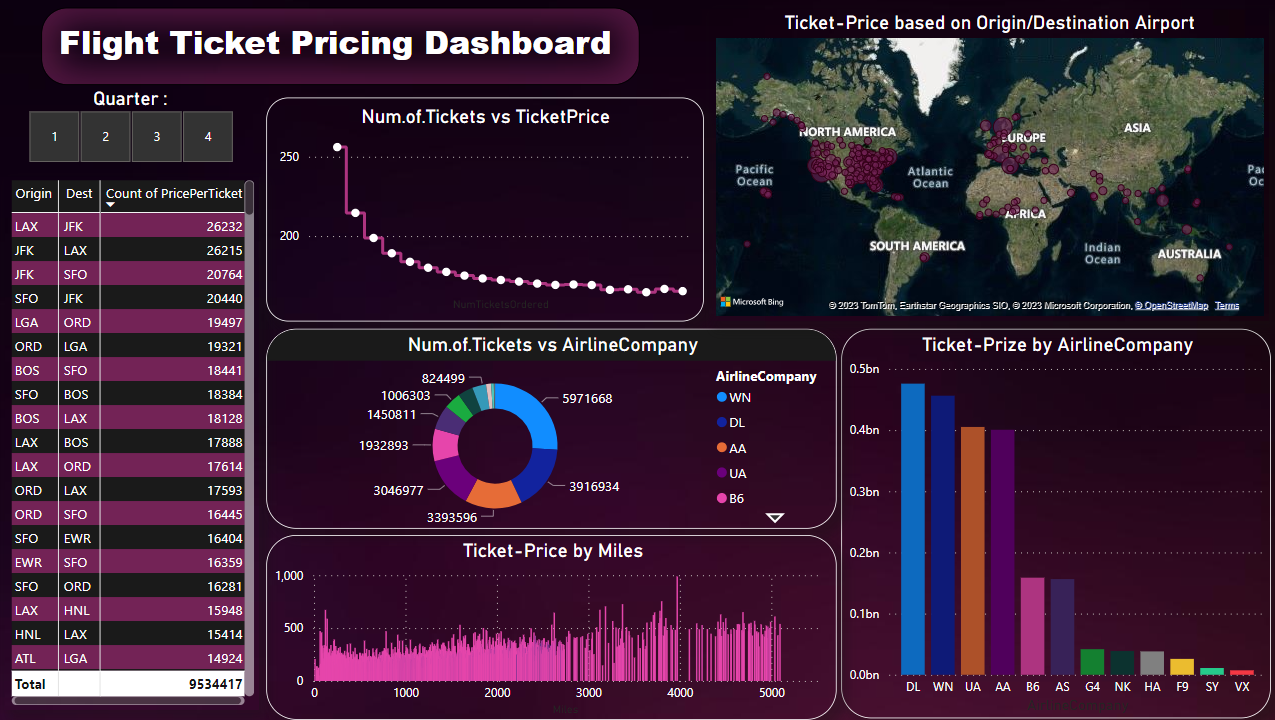 Flight Ticket Pricing Dashboard
Quarter :
1 2 3 4
Origin Dest Count of PricePerTicket
LAX JFK 26232
JFK LAX 26215
JFK SFO 20764
SFO JFK 20440
LGA ORD 19497
ORD LGA 19321
BOS SFO 18441
SFO BOS 18384
BOS LAX 18128
LAX BOS 17888
LAX ORD 17614
ORD LAX 17593
ORD SFO 16445
SFO EWR 16404
EWR SFO 16359
SFO ORD 16281
LAX HNL 15948
HNL LAX 15414
ATL LGA 14924
Total 9534417
Num.of.Tickets vs TicketPrice
250
200
NumTicketsOrdered
Ticket-Price based on Origin/Destination Airport
NORTH AMERICA
EUROPE
ASIA
Pacific
Ocean
Atlantic
Ocean
Pac
Oc
AFRICA
SOUTH AMERICA
Indian
Ocean
AUSTRALIA
Microsoft Bing
© 2023 TomTom, Earthstar Geographics SIO, © 2023 Microsoft Corporation, © OpenStreetMap Terms
Num.of.Tickets vs AirlineCompany
824499
1006303
1450811
1932893
3046977
3393596
3916934
5971668
AirlineCompany
WN
DL
AA
UA
B6
Ticket-Price by Miles
1,000
500
0
0 1000 2000 3000 4000 5000
Miles
Ticket-Prize by AirlineCompany
0.5bn
0.4bn
0.3bn
0.2bn
0.1bn
0.0bn
DL WN UA AA B6 AS G4 NK HA F9 SY VX